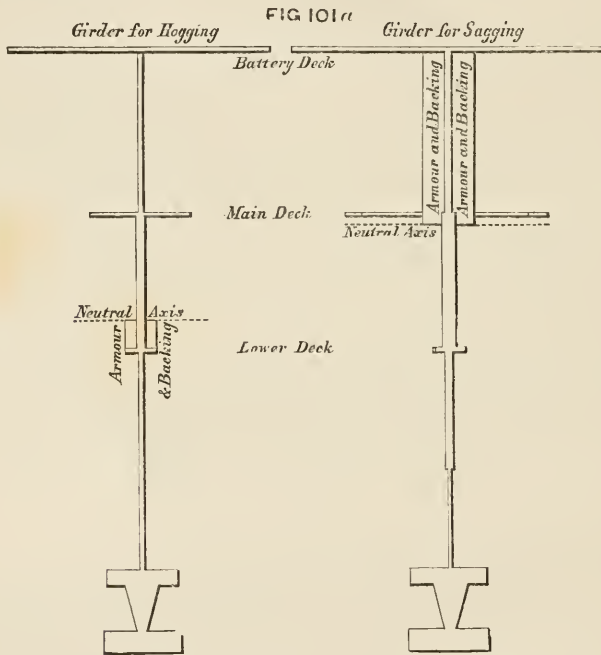 FIG 101a
Girder for Hogging
Girder for Sagging
Battery Deck
Armour and Backing
Armour and Backing
Main Deck
Neutral Axis
Neutral Axis
Armour
& Backing
Lower Deck